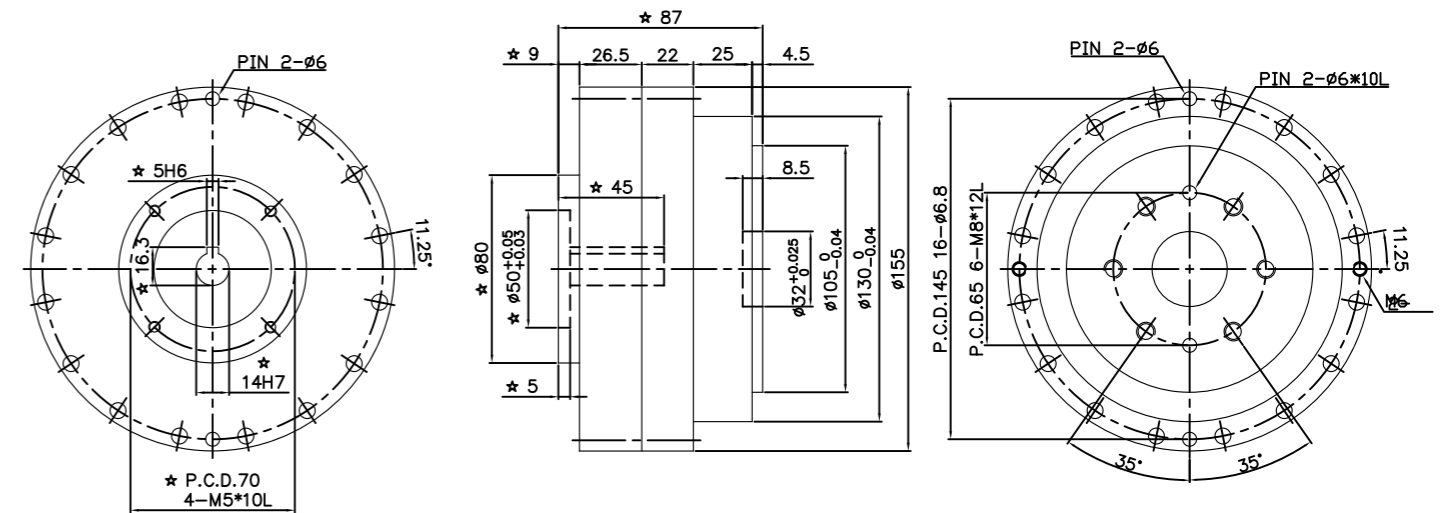 PIN 2-Ø6
☆ 5H6
☆ 16.3
11.25°
☆
14H7
☆ P.C.D.70
4-M5*10L
☆ 87
☆ 9
26.5
22
25
4.5
8.5
☆ 45
☆ Ø80
☆ Ø50+0.05
+0.03
☆ 5
Ø32+0.025
0
Ø105 0
-0.04
Ø130 0
-0.04
Ø155
PIN 2-Ø6
PIN 2-Ø6*10L
P.C.D.145 16-Ø6.8
P.C.D.65 6-M8*12L
11.25°
35°
35°